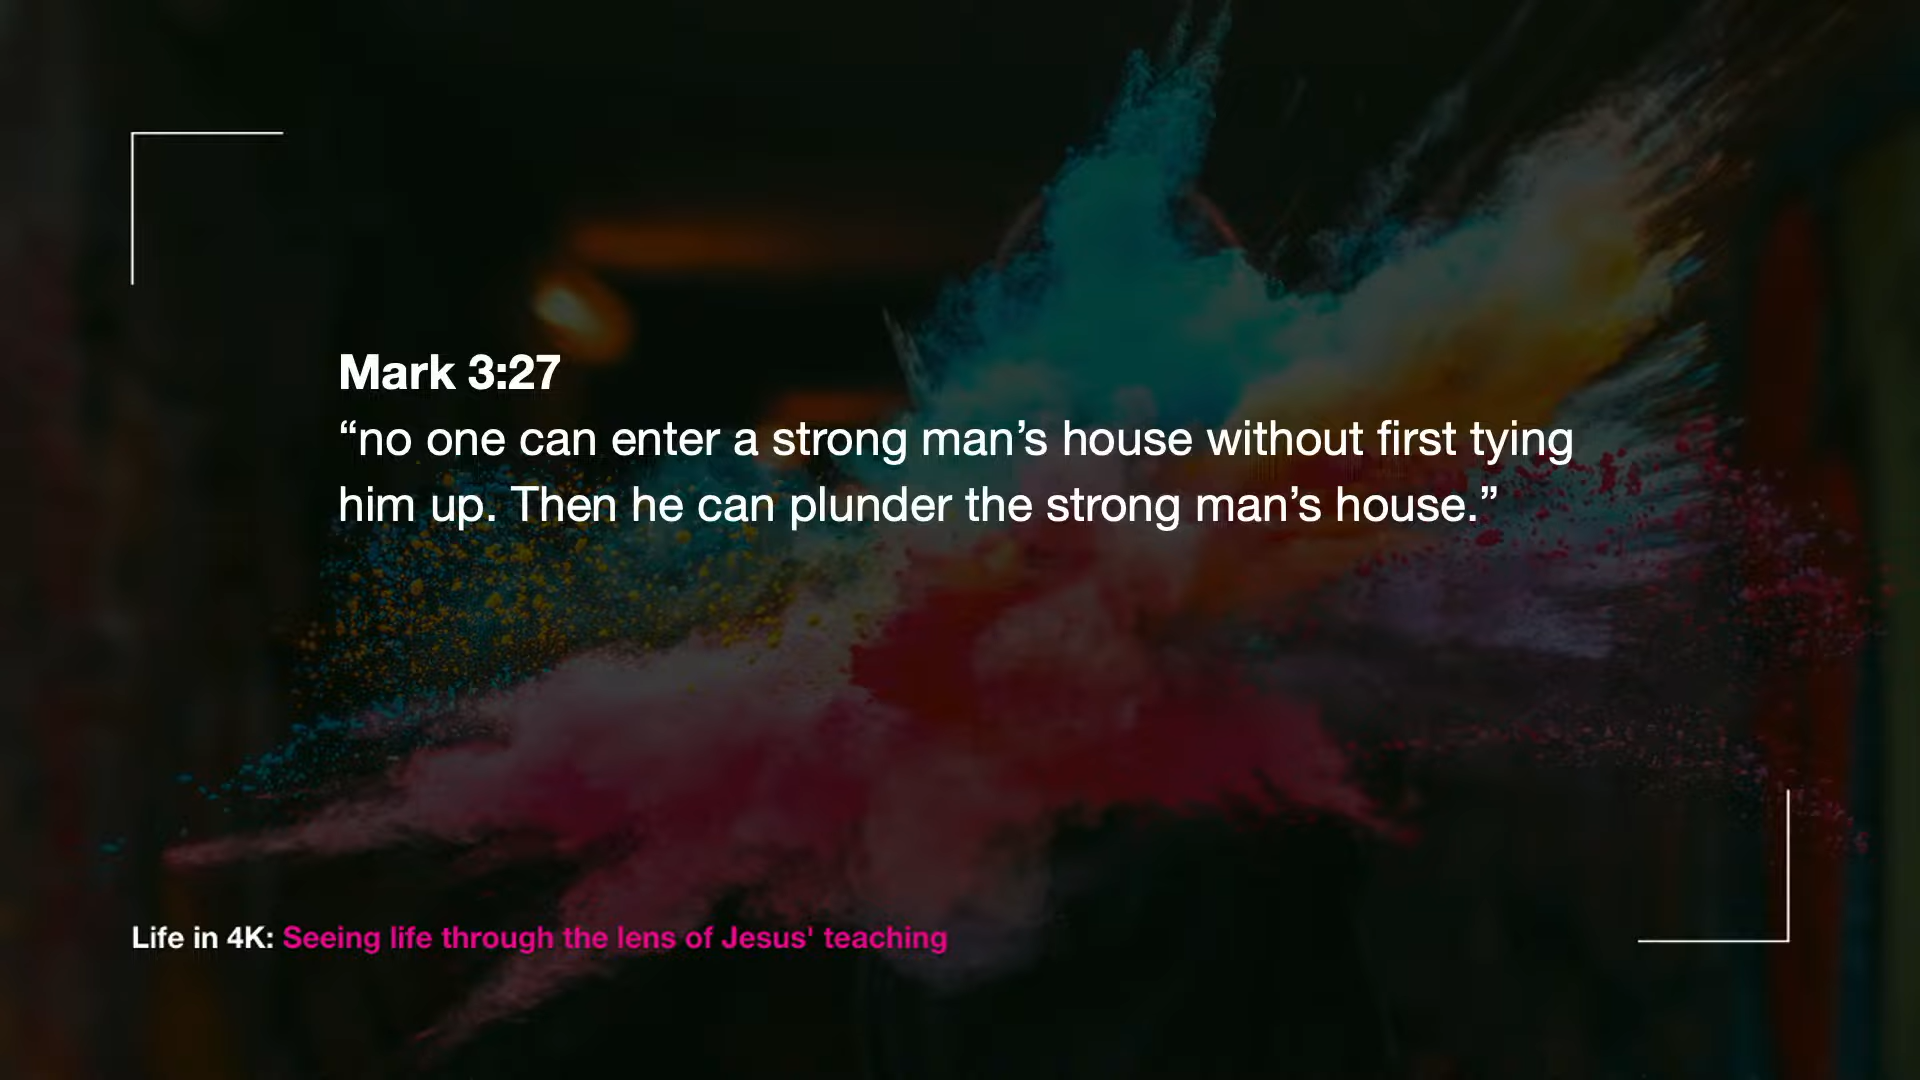 Mark 3:27
“no one can enter a strong man’s house without first tying
him up. Then he can plunder the strong man’s house.”
Life in 4K: Seeing life through the lens of Jesus' teaching